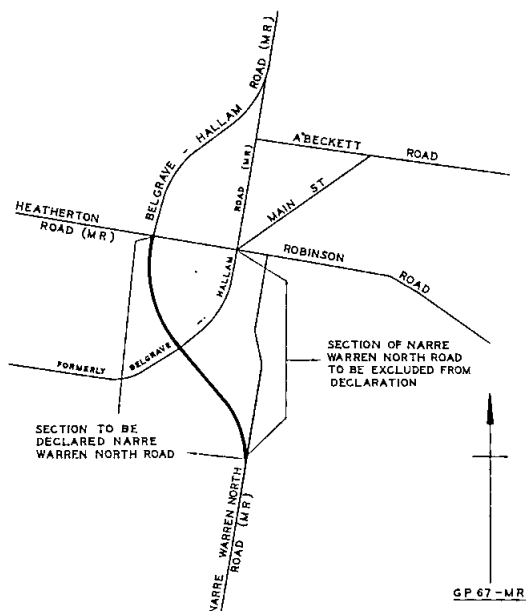 BELGRAVE - HALLAM ROAD (MR)
ROAD (MR)
A'BECKETT ROAD
MAIN ST
HEATHERTON
ROAD (MR)
ROBINSON ROAD
HALLAM
FORMERLY BELGRAVE -
SECTION OF NARRE
WARREN NORTH ROAD
TO BE EXCLUDED FROM
DECLARATION
SECTION TO BE
DECLARED NARRE
WARREN NORTH ROAD
NARRE WARREN NORTH
ROAD (MR)
GP 67-MR